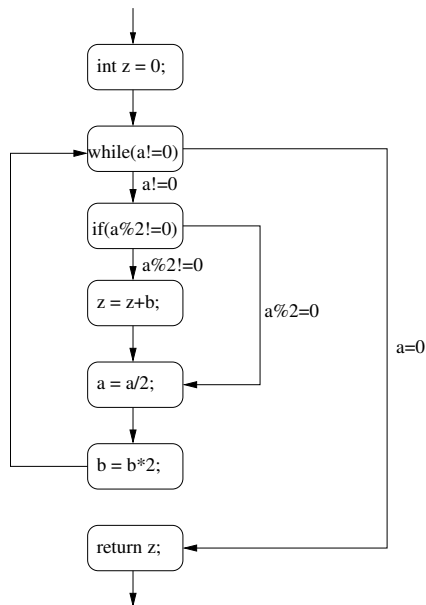 int z = 0;
while(a!=0)
a!=0
if(a%2!=0)
a%2!=0
z = z+b;
a%2=0
a=0
a = a/2;
b = b*2;
return z;